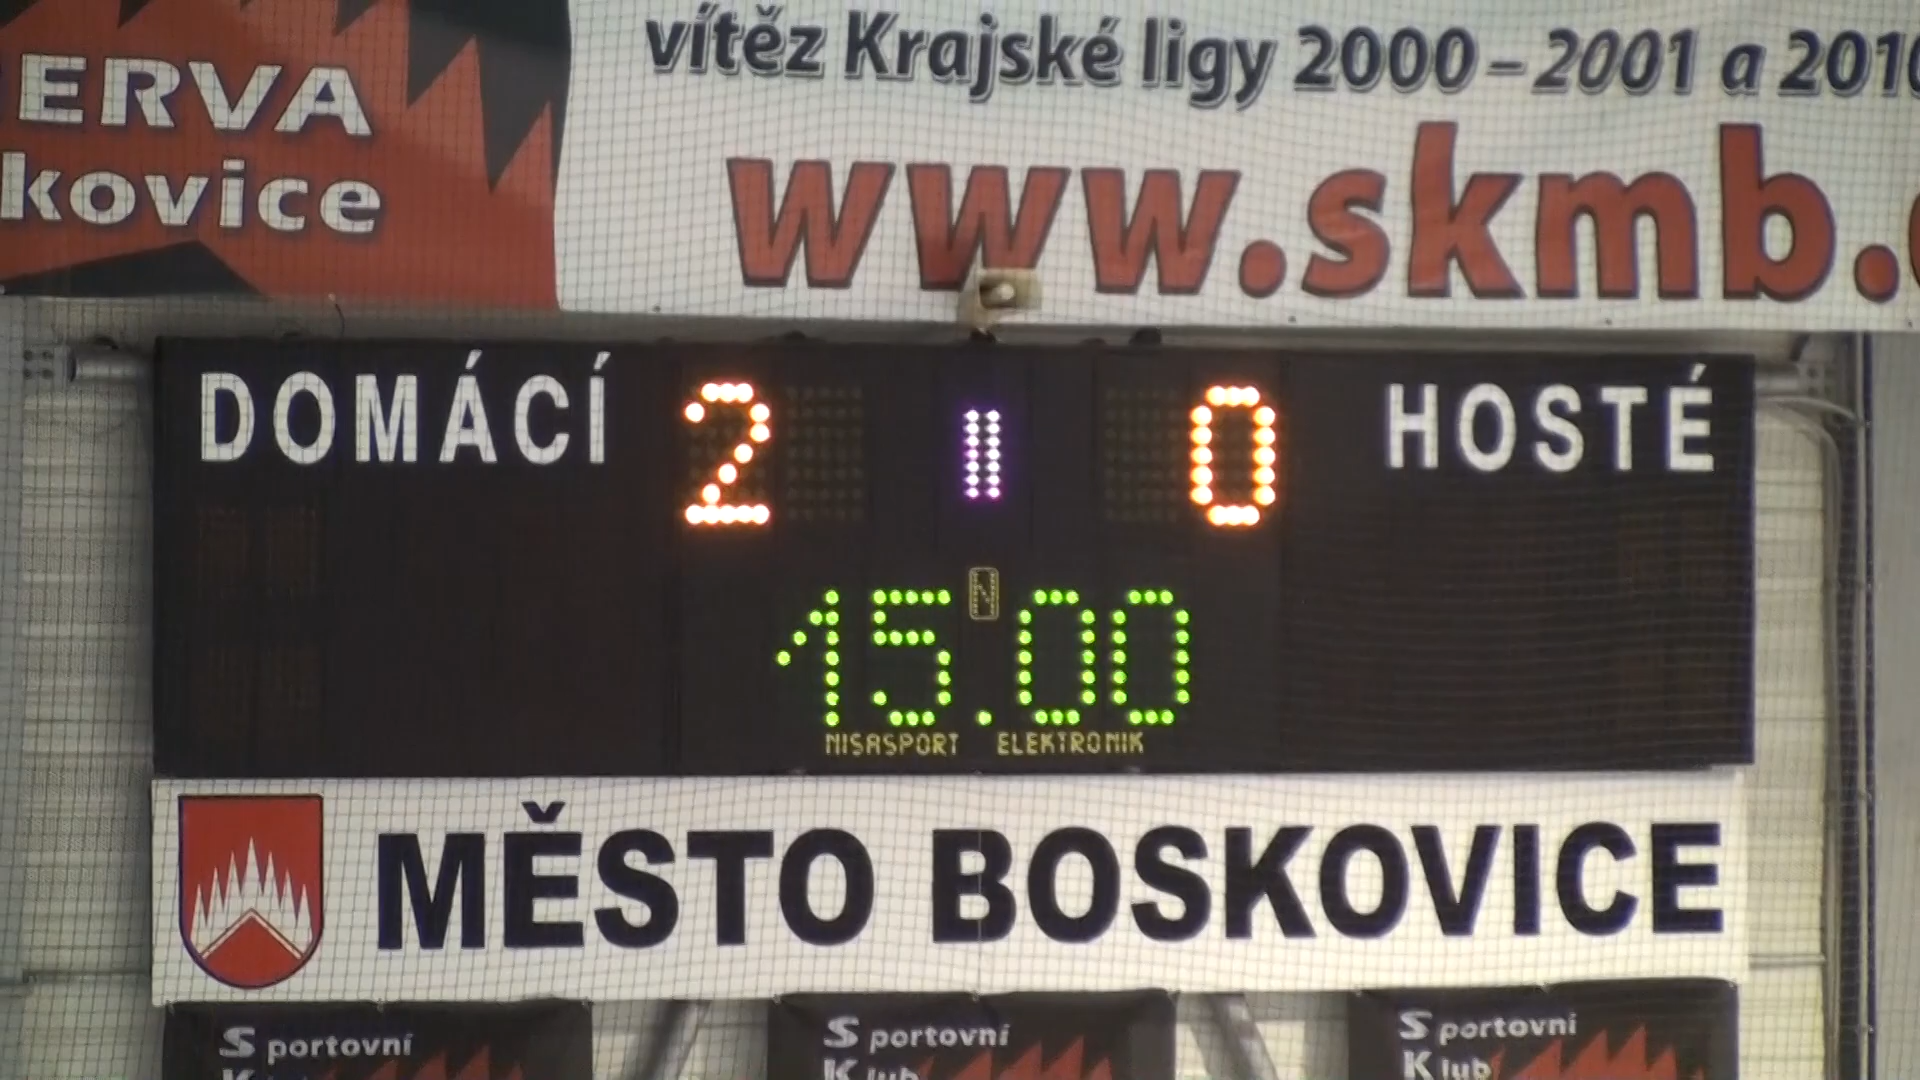 ERVA
kovice
vítěz Krajské ligy 2000 – 2001 a 2010
www.skmb.
DOMÁCÍ 2 II 0 HOSTÉ
N
15.00
NISASPORT ELEKTRONIK
MĚSTO BOSKOVICE
Sportovní
Sportovní
Klub
Sportovní
Klub